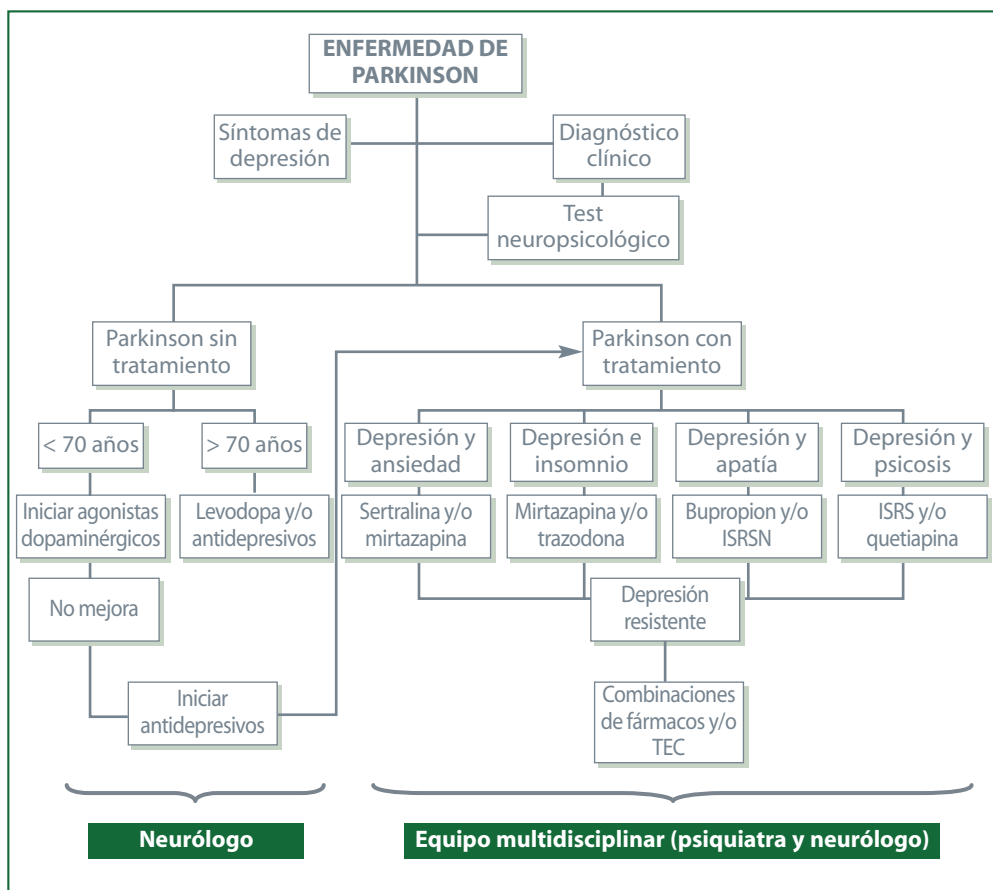 ENFERMEDAD DE
PARKINSON
Síntomas de
depresión
Diagnóstico
clínico
Test
neuropsicológico
Parkinson sin
tratamiento
Parkinson con
tratamiento
< 70 años
> 70 años
Depresión y
ansiedad
Depresión e
insomnio
Depresión y
apatía
Depresión y
psicosis
Iniciar agonistas
dopaminérgicos
Levodopa y/o
antidepresivos
Sertralina y/o
mirtazapina
Mirtazapina y/o
trazodona
Bupropion y/o
ISRSN
ISRS y/o
quetiapina
No mejora
Depresión
resistente
Iniciar
antidepresivos
Combinaciones
de fármacos y/o
TEC
Neurólogo
Equipo multidisciplinar (psiquiatra y neurólogo)